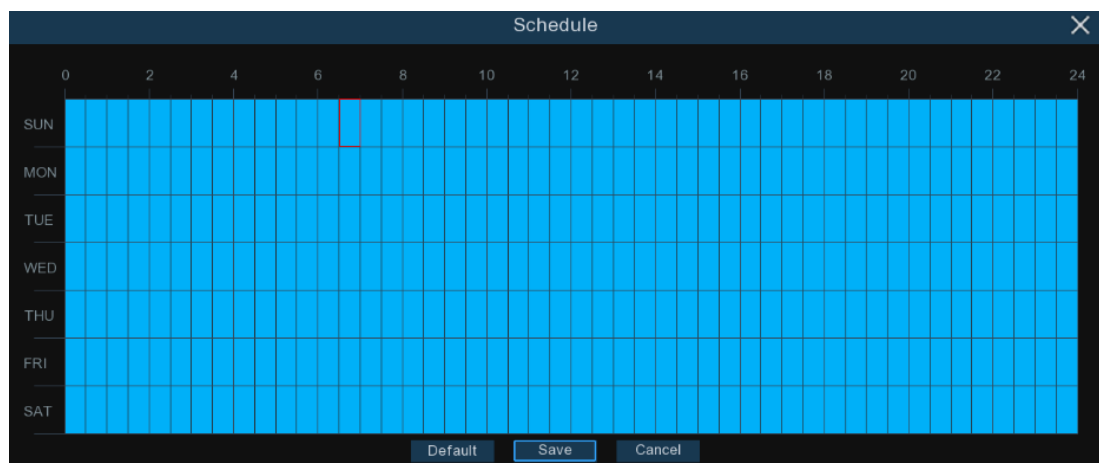 Schedule
0 2 4 6 8 10 12 14 16 18 20 22 24
SUN
MON
TUE
WED
THU
FRI
SAT
Default Save Cancel